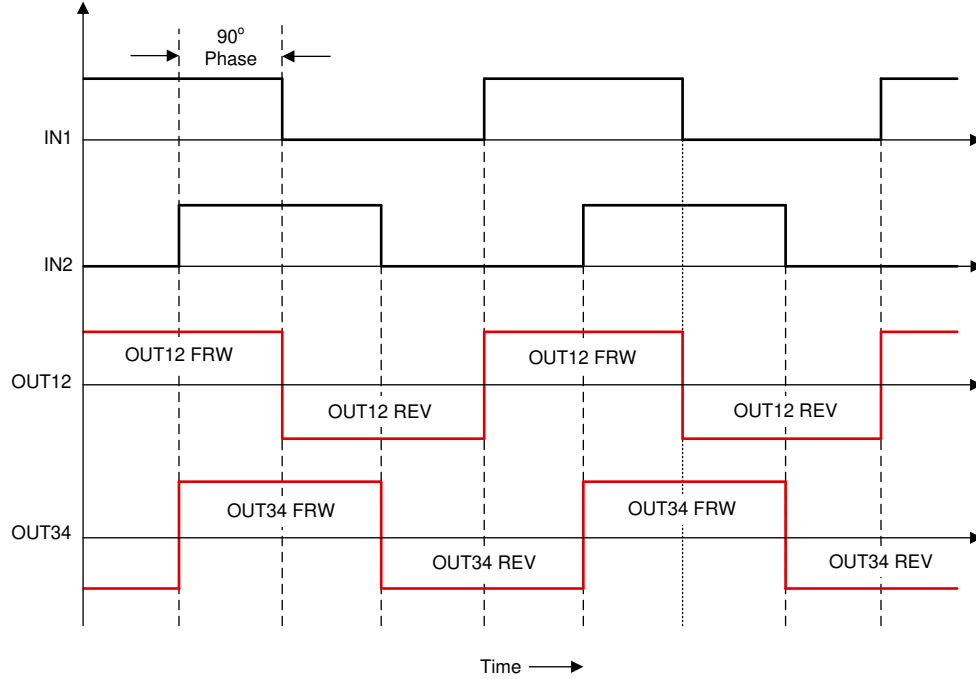 90o
Phase
IN1
IN2
OUT12 FRW
OUT12 FRW
OUT12
OUT12 REV
OUT12 REV
OUT34 FRW
OUT34 FRW
OUT34
OUT34 REV
OUT34 REV
Time